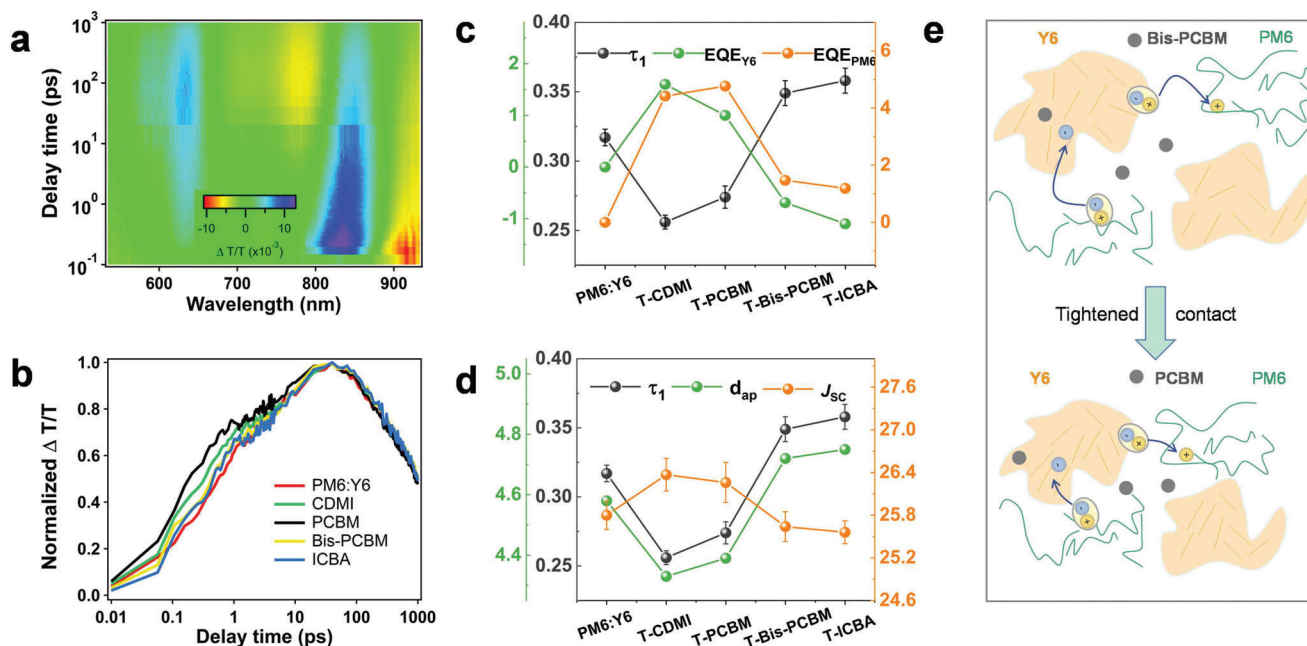 a
Delay time (ps)
10³
10²
10¹
10⁰
10⁻¹
-10 0 10
Δ T/T (x10⁻³)
600 700 800 900
Wavelength (nm)
b
Normalized Δ T/T
1.0
0.8
0.6
0.4
0.2
0.0
PM6:Y6
CDMI
PCBM
Bis-PCBM
ICBA
0.01 0.1 1 10 100 1000
Delay time (ps)
c
τ₁ EQE_Y6 EQE_PM6
2
1
0
-1
0.40
0.35
0.30
0.25
6
4
2
0
PM6:Y6 T-CDMI T-PCBM T-Bis-PCBM T-ICBA
d
τ₁ d_ap J_SC
5.0
4.8
4.6
4.4
0.40
0.35
0.30
0.25
27.6
27.0
26.4
25.8
25.2
24.6
PM6:Y6 T-CDMI T-PCBM T-Bis-PCBM T-ICBA
e
Y6 Bis-PCBM PM6
- +
+
-
- +
Tightened contact
Y6 PCBM PM6
- +
+
-
- +